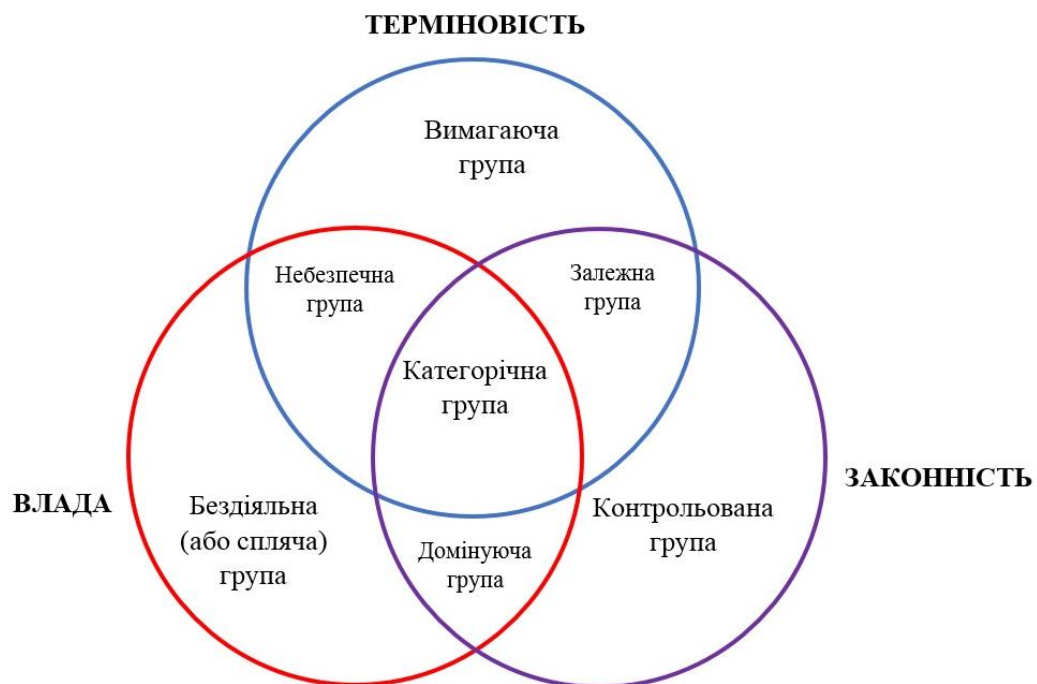 ТЕРМІНОВІСТЬ
Вимагаюча
група
Небезпечна
група
Залежна
група
Категорічна
група
ВЛАДА
Бездіяльна
(або спляча)
група
Домінуюча
група
Контрольована
група
ЗАКОННІСТЬ